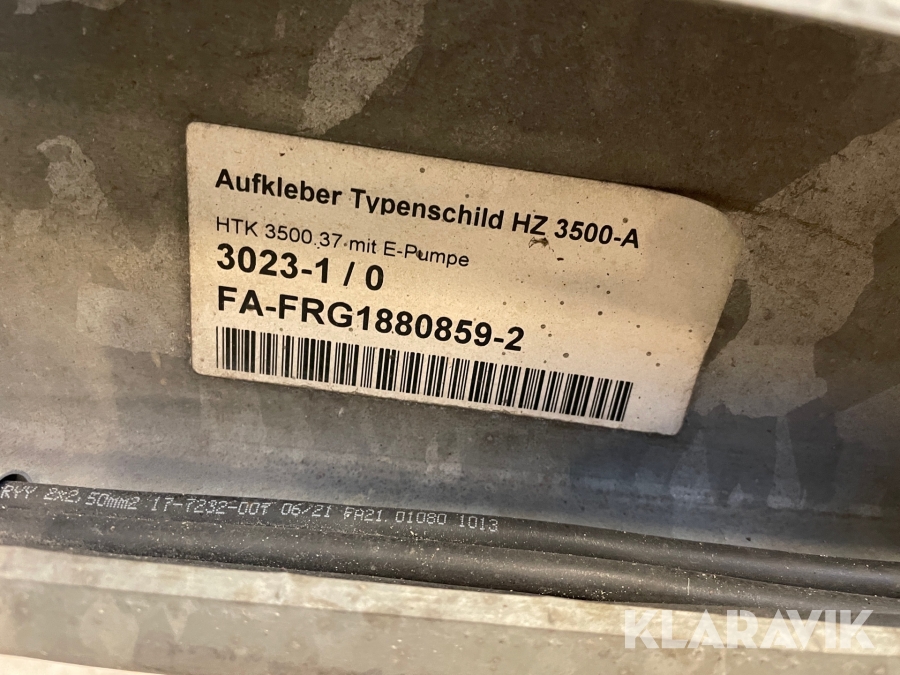 Aufkleber Typenschild HZ 3500-A
HTK 3500.37 mit E-Pumpe
3023-1 / 0
FA-FRG1880859-2
RYY 2x2,50mm2 17-7232-00T 06/21 FA21.01080 1013
KLARAVIK